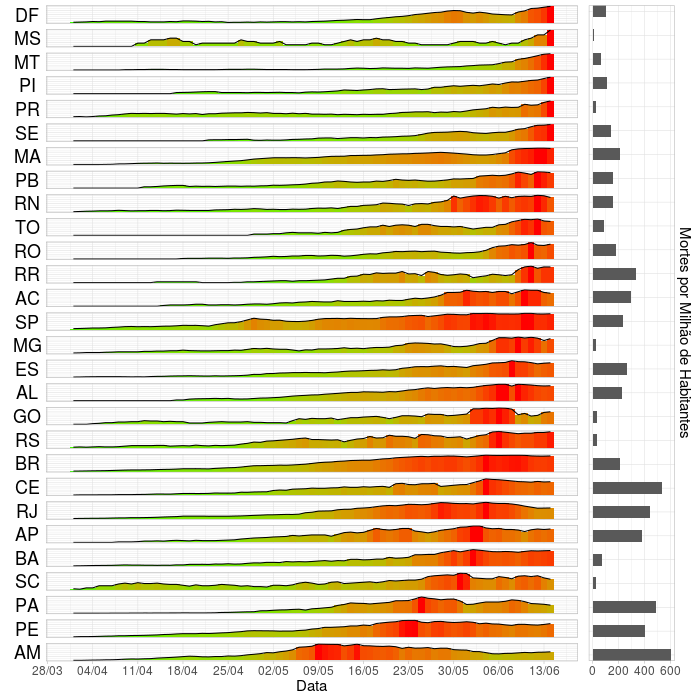 DF
MS
MT
PI
PR
SE
MA
PB
RN
TO
RO
RR
AC
SP
MG
ES
AL
GO
RS
BR
CE
RJ
AP
BA
SC
PA
PE
AM
28/03 04/04 11/04 18/04 25/04 02/05 09/05 16/05 23/05 30/05 06/06 13/06
Data
0 200 400 600
Mortes por Milhão de Habitantes